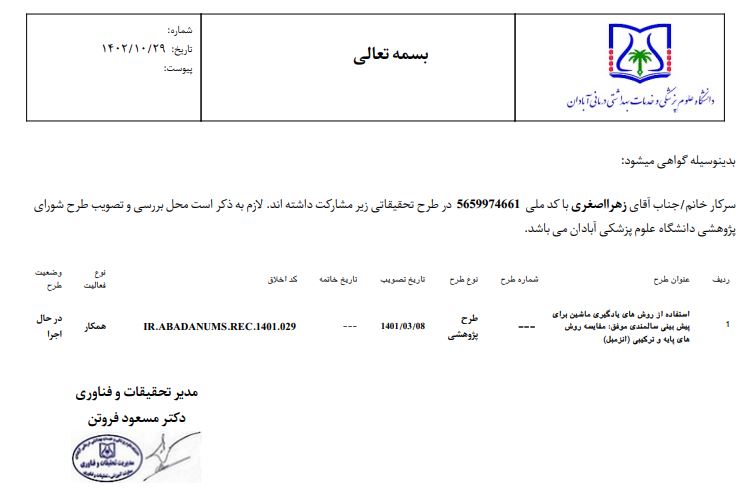 شماره:
تاریخ: ۱۴۰۲/۱۰/۲۹
پیوست:
بسمه تعالی
دانشگاه علوم پزشکی و خدمات بهداشتی درمانی آبادان
بدینوسیله گواهی میشود:
سرکار خانم/جناب آقای زهرااصغری با کد ملی 5659974661 در طرح تحقیقاتی زیر مشارکت داشته اند. لازم به ذکر است محل بررسی و تصویب طرح شورای
پژوهشی دانشگاه علوم پزشکی آبادان می باشد.
ردیف عنوان طرح شماره طرح نوع طرح تاریخ تصویب تاریخ خاتمه کد اخلاق نوع فعالیت وضعیت طرح
1 استفاده از روش های یادگیری ماشین برای
پیش بینی سالمندی موفق: مقایسه روش
های پایه و ترکیبی (انزمبل)
---
طرح
پژوهشی
1401/03/08
---
IR.ABADANUMS.REC.1401.029
همکار
در حال
اجرا
مدیر تحقیقات و فناوری
دکتر مسعود فروتن
مدیریت تحقیقات و فناوری